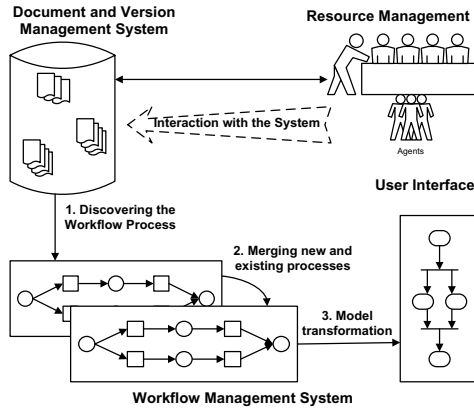 Document and Version
Management System
Resource Management
Interaction with the System
Agents
User Interface
1. Discovering the
Workflow Process
2. Merging new and
existing processes
3. Model
transformation
Workflow Management System